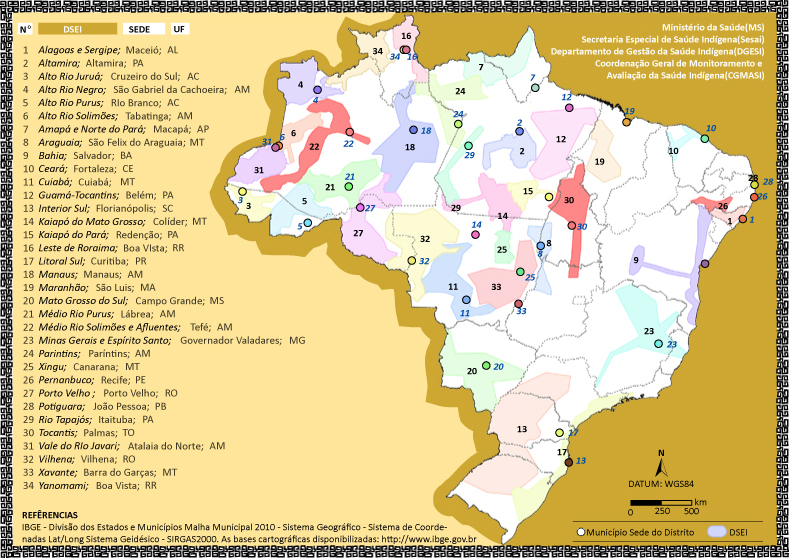 Nº DSEI SEDE UF
1 Alagoas e Sergipe; Maceió; AL
2 Altamira; Altamira; PA
3 Alto Rio Juruá; Cruzeiro do Sul; AC
4 Alto Rio Negro; São Gabriel da Cachoeira; AM
5 Alto Rio Purus; RIo Branco; AC
6 Alto Rio Solimões; Tabatinga; AM
7 Amapá e Norte do Pará; Macapá; AP
8 Araguaia; São Felix do Araguaia; MT
9 Bahia; Salvador; BA
10 Ceará; Fortaleza; CE
11 Cuiabá; Cuiabá; MT
12 Guamá-Tocantins; Belém; PA
13 Interior Sul; Florianópolis; SC
14 Kaiapó do Mato Grosso; Colíder; MT
15 Kaiapó do Pará; Redenção; PA
16 Leste de Roraima; Boa VIsta; RR
17 Litoral Sul; Curitiba; PR
18 Manaus; Manaus; AM
19 Maranhão; São Luis; MA
20 Mato Grosso do Sul; Campo Grande; MS
21 Médio Rio Purus; Lábrea; AM
22 Médio Rio Solimões e Afluentes; Tefé; AM
23 Minas Gerais e Espírito Santo; Governador Valadares; MG
24 Parintins; Paríntins; AM
25 Xingu; Canarana; MT
26 Pernanbuco; Recife; PE
27 Porto Velho ; Porto Velho; RO
28 Potiguara; João Pessoa; PB
29 Rio Tapajós; Itaituba; PA
30 Tocantis; Palmas; TO
31 Vale do RIo Javari; Atalaia do Norte; AM
32 Vilhena; Vilhena; RO
33 Xavante; Barra do Garças; MT
34 Yanomami; Boa Vista; RR
REFÊRENCIAS
IBGE - Divisão dos Estados e Municípios Malha Municipal 2010 - Sistema Geográfico - Sistema de Coorde-
nadas Lat/Long Sistema Geidésico - SIRGAS2000. As bases cartográficas disponibilizadas: http://www.ibge.gov.br
Ministério da Saúde(MS)
Secretaria Especial de Saúde Indígena(Sesai)
Departamento de Gestão da Saúde Indígena(DGESI)
Coordenação Geral de Monitoramento e
Avaliação da Saúde Indígena(CGMASI)
16
34
34 16
7
4
24
7
4
12
19
24
6
18
2
10
22
22
18
12
31 6
29
2
10
19
31
21
28
28
21
15
30
26
26
3
3
5
29
14
1
1
27
5
27
14
30
32
25
8
8
9
32
25
11
33
11
33
23
23
20
20
13
17
17
13
N
DATUM: WGS84
km
0 250 500
Município Sede do Distrito DSEI